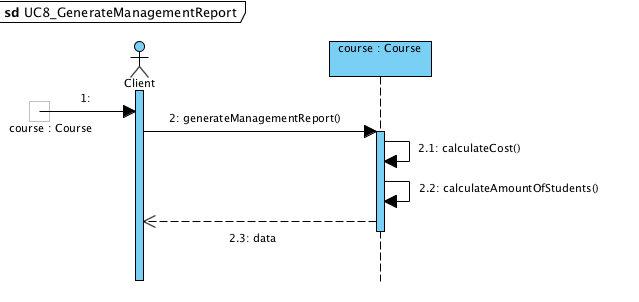 sd UC8_GenerateManagementReport
course : Course
Client
1:
course : Course
2: generateManagementReport()
2.1: calculateCost()
2.2: calculateAmountOfStudents()
2.3: data